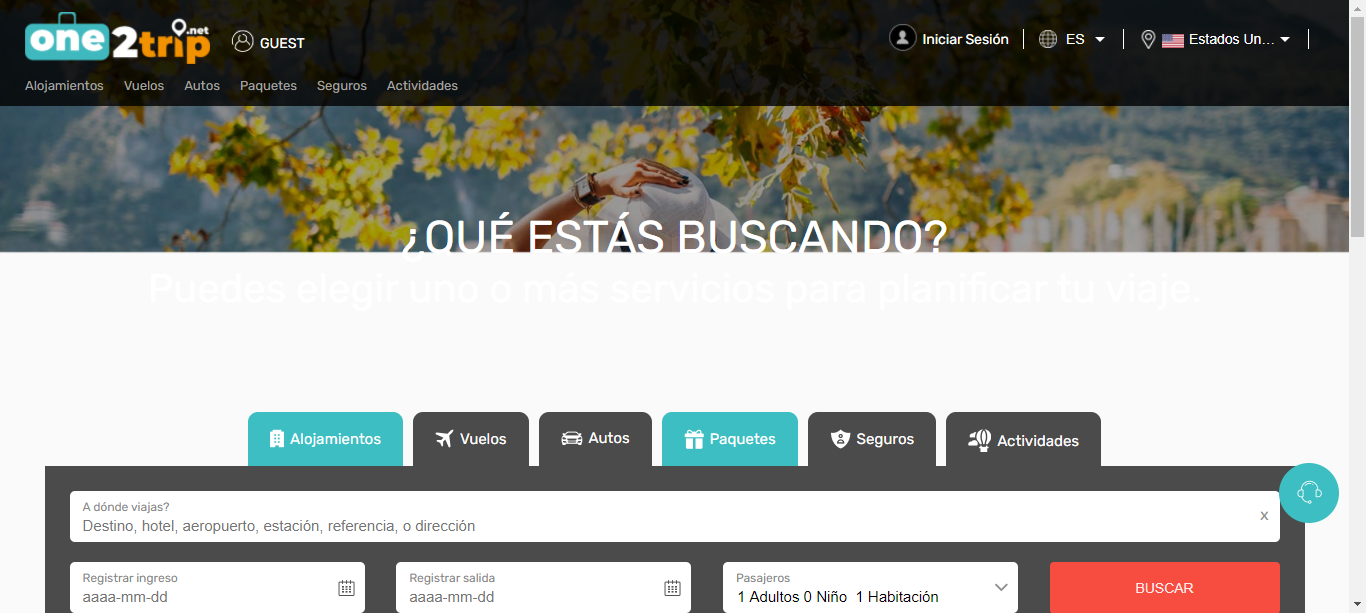 one2trip.net
GUEST
Iniciar Sesión
ES
Estados Un...
Alojamientos Vuelos Autos Paquetes Seguros Actividades
¿QUÉ ESTÁS BUSCANDO?
Puedes elegir uno o más servicios para planificar tu viaje.
Alojamientos Vuelos Autos Paquetes Seguros Actividades
A dónde viajas?
Destino, hotel, aeropuerto, estación, referencia, o dirección
x
Registrar ingreso
aaaa-mm-dd
Registrar salida
aaaa-mm-dd
Pasajeros
1 Adultos 0 Niño 1 Habitación
BUSCAR